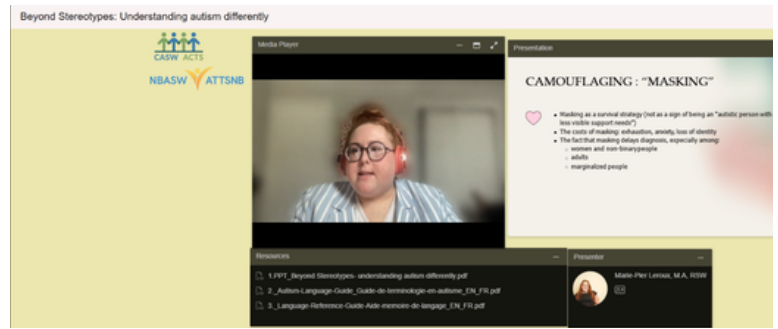 Beyond Stereotypes: Understanding autism differently
CASW ACTS
NBASW ATTSNB
Media Player
Presentation
CAMOUFLAGING : "MASKING"
Masking as a survival strategy (not as a sign of being an "autistic person with
less visible support needs")
The costs of masking: exhaustion, anxiety, loss of identity
The fact that masking delays diagnosis, especially among:
women and non-binarypeople
adults
marginalized people
Resources
1.PPT_Beyond Stereotypes- understanding autism differently.pdf
2._Autism-Language-Guide_Guide-de-terminologie-en-autisme_EN_FR.pdf
3._Language-Reference-Guide-Aide-memoire-de-langage_EN_FR.pdf
Presenter
Marie-Pier Leroux, M.A, RSW